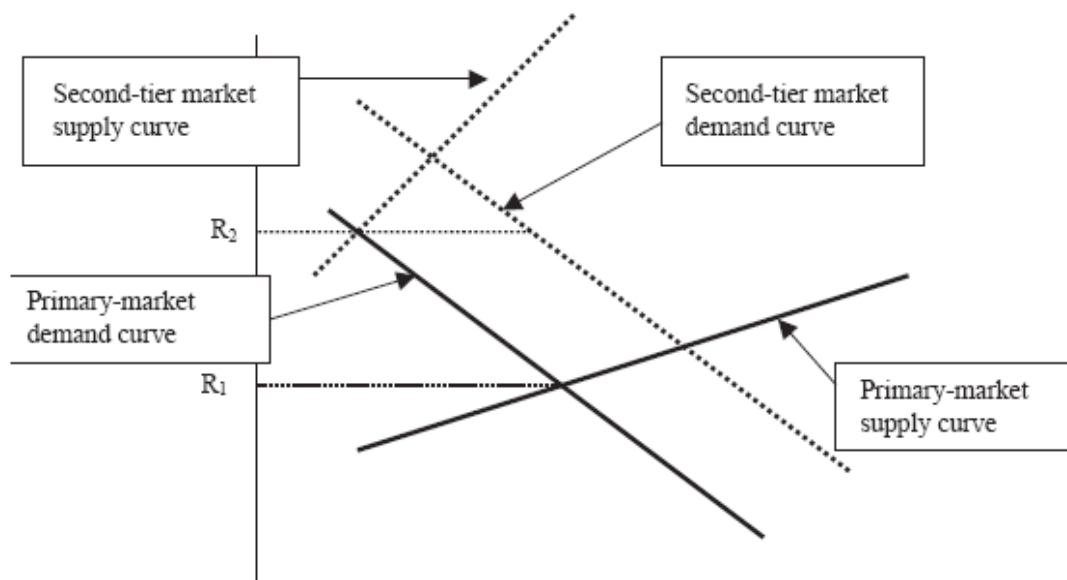 Second-tier market
supply curve
Second-tier market
demand curve
R₂
Primary-market
demand curve
R₁
Primary-market
supply curve